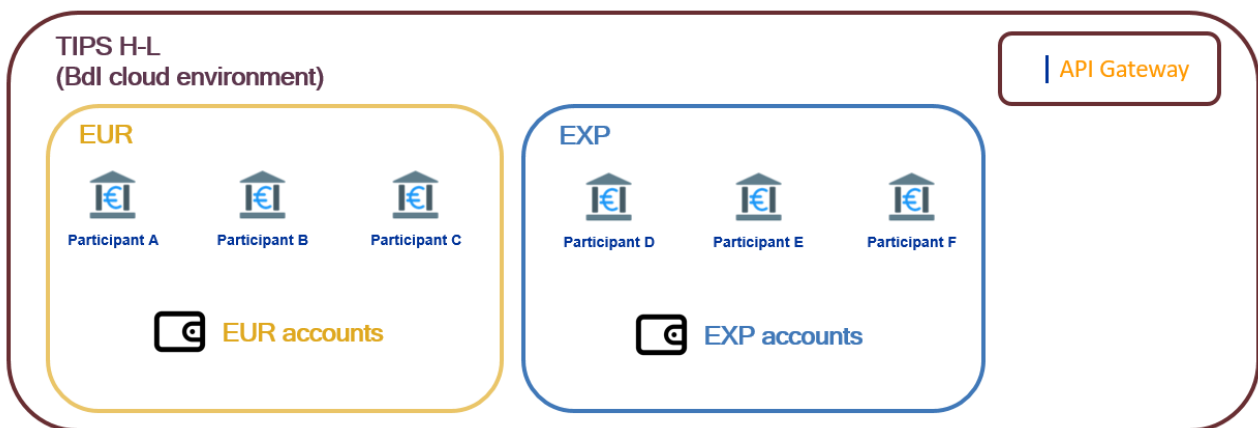 TIPS H-L
(BdI cloud environment)
API Gateway
EUR
€
€
€
Participant A
Participant B
Participant C
EUR accounts
EXP
€
€
€
Participant D
Participant E
Participant F
EXP accounts